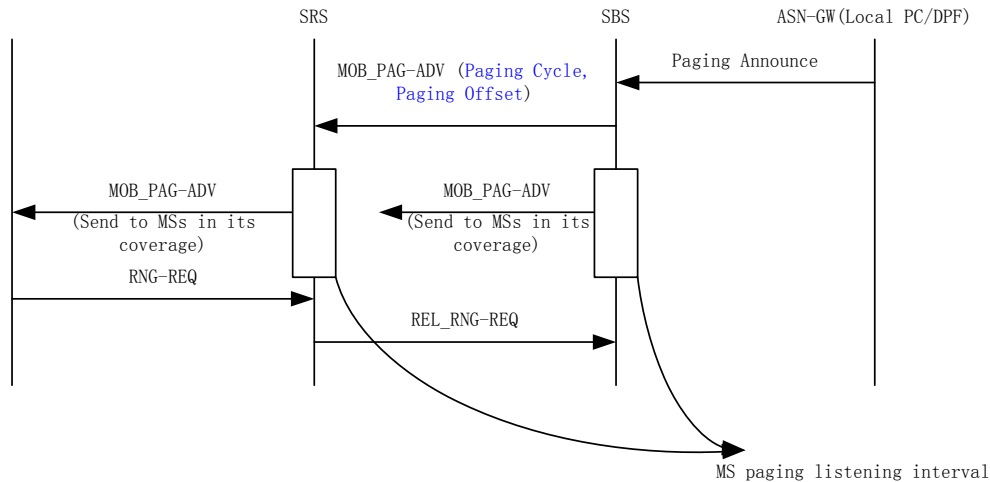 SRS
SBS
ASN-GW(Local PC/DPF)
Paging Announce
MOB_PAG-ADV (Paging Cycle,
Paging Offset)
MOB_PAG-ADV
(Send to MSs in its
coverage)
MOB_PAG-ADV
(Send to MSs in its
coverage)
RNG-REQ
REL_RNG-REQ
MS paging listening interval